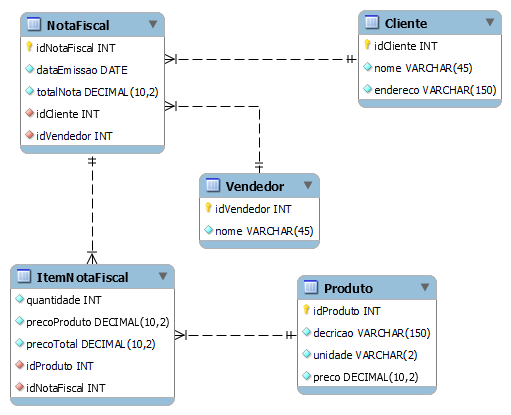 NotaFiscal
idNotaFiscal INT
dataEmissao DATE
totalNota DECIMAL(10,2)
idCliente INT
idVendedor INT
Cliente
idCliente INT
nome VARCHAR(45)
endereco VARCHAR(150)
Vendedor
idVendedor INT
nome VARCHAR(45)
ItemNotaFiscal
quantidade INT
precoProduto DECIMAL(10,2)
precoTotal DECIMAL(10,2)
idProduto INT
idNotaFiscal INT
Produto
idProduto INT
decricao VARCHAR(150)
unidade VARCHAR(2)
preco DECIMAL(10,2)